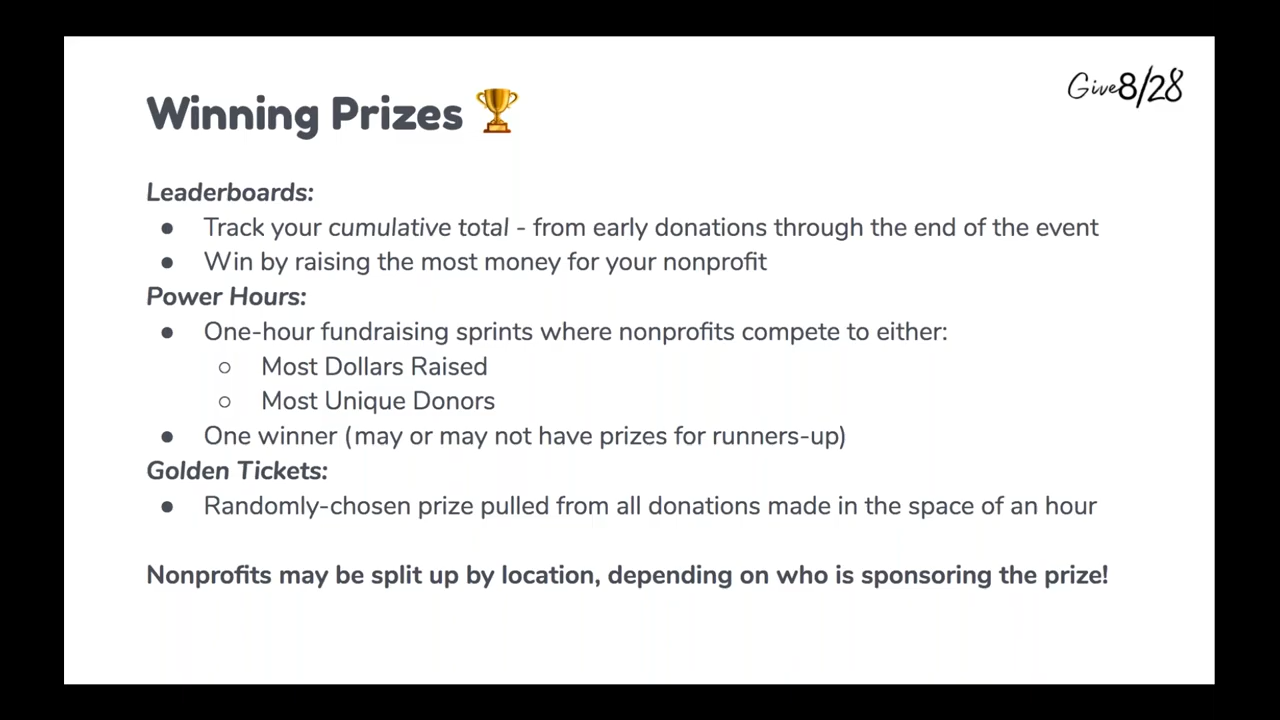 Give8/28
Winning Prizes 🏆
Leaderboards:
● Track your cumulative total - from early donations through the end of the event
● Win by raising the most money for your nonprofit
Power Hours:
● One-hour fundraising sprints where nonprofits compete to either:
○ Most Dollars Raised
○ Most Unique Donors
● One winner (may or may not have prizes for runners-up)
Golden Tickets:
● Randomly-chosen prize pulled from all donations made in the space of an hour
Nonprofits may be split up by location, depending on who is sponsoring the prize!